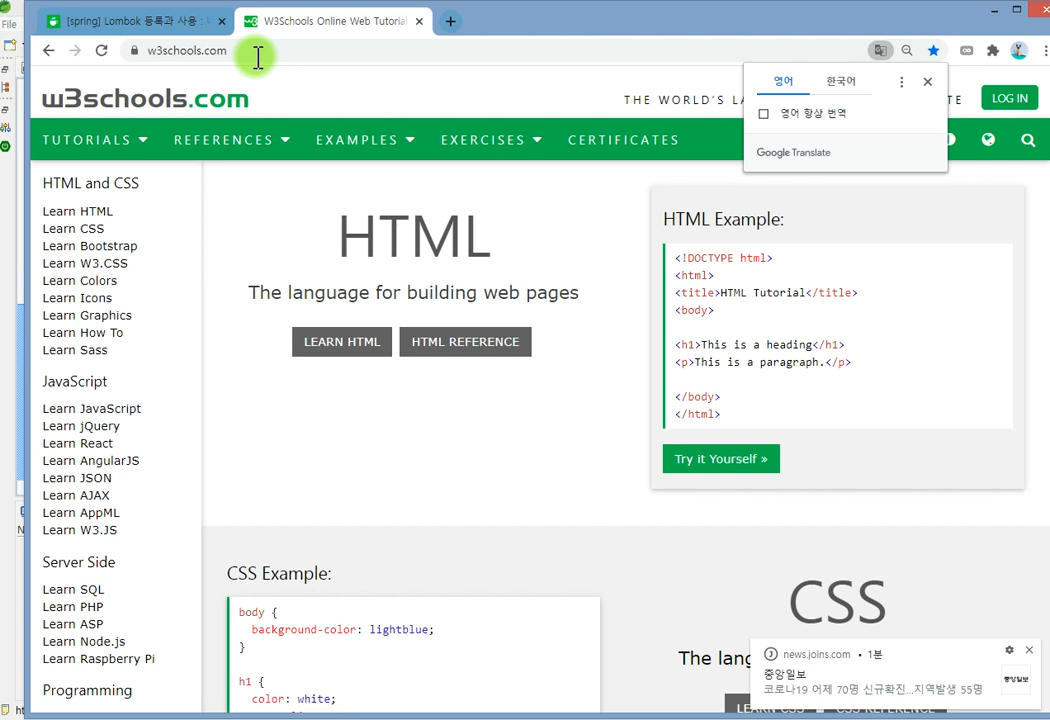 File
[spring] Lombok 등록과 사용 :
W3Schools Online Web Tutorial
w3schools.com
영어
한국어
영어 항상 번역
Google Translate
w3schools.com
THE WORLD'S
TE
LOG IN
TUTORIALS
REFERENCES
EXAMPLES
EXERCISES
CERTIFICATES
HTML and CSS
Learn HTML
Learn CSS
Learn Bootstrap
Learn W3.CSS
Learn Colors
Learn Icons
Learn Graphics
Learn How To
Learn Sass
JavaScript
Learn JavaScript
Learn jQuery
Learn React
Learn AngularJS
Learn JSON
Learn AJAX
Learn AppML
Learn W3.JS
Server Side
Learn SQL
Learn PHP
Learn ASP
Learn Node.js
Learn Raspberry Pi
Programming
HTML
The language for building web pages
LEARN HTML
HTML REFERENCE
HTML Example:
<!DOCTYPE html>
<html>
<title>HTML Tutorial</title>
<body>
<h1>This is a heading</h1>
<p>This is a paragraph.</p>
</body>
</html>
Try it Yourself »
CSS Example:
body {
background-color: lightblue;
}
h1 {
color: white;
CSS
The lang
LEARN CSS
CSS REFERENCE
news.joins.com • 1분
중앙일보
코로나19 어제 70명 신규확진...지역발생 55명
중앙일보